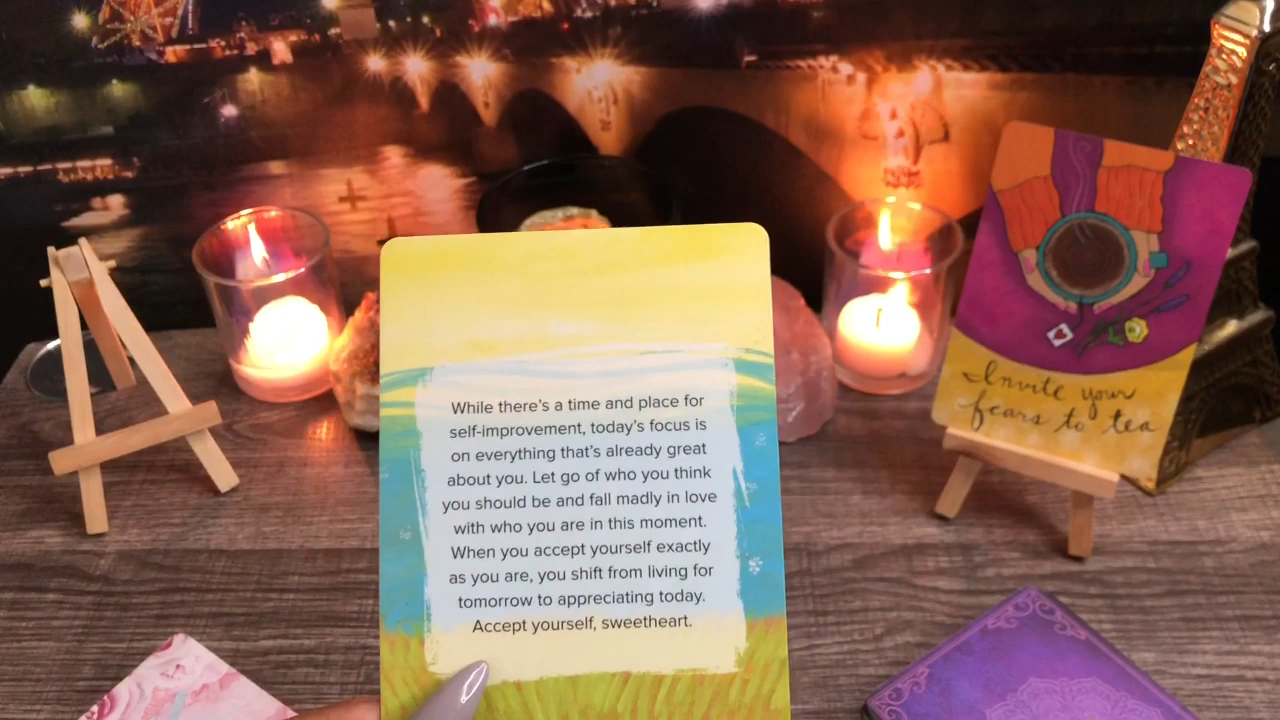 While there's a time and place for
self-improvement, today's focus is
on everything that's already great
about you. Let go of who you think
you should be and fall madly in love
with who you are in this moment.
When you accept yourself exactly
as you are, you shift from living for
tomorrow to appreciating today.
Accept yourself, sweetheart.
Invite your
fears to tea